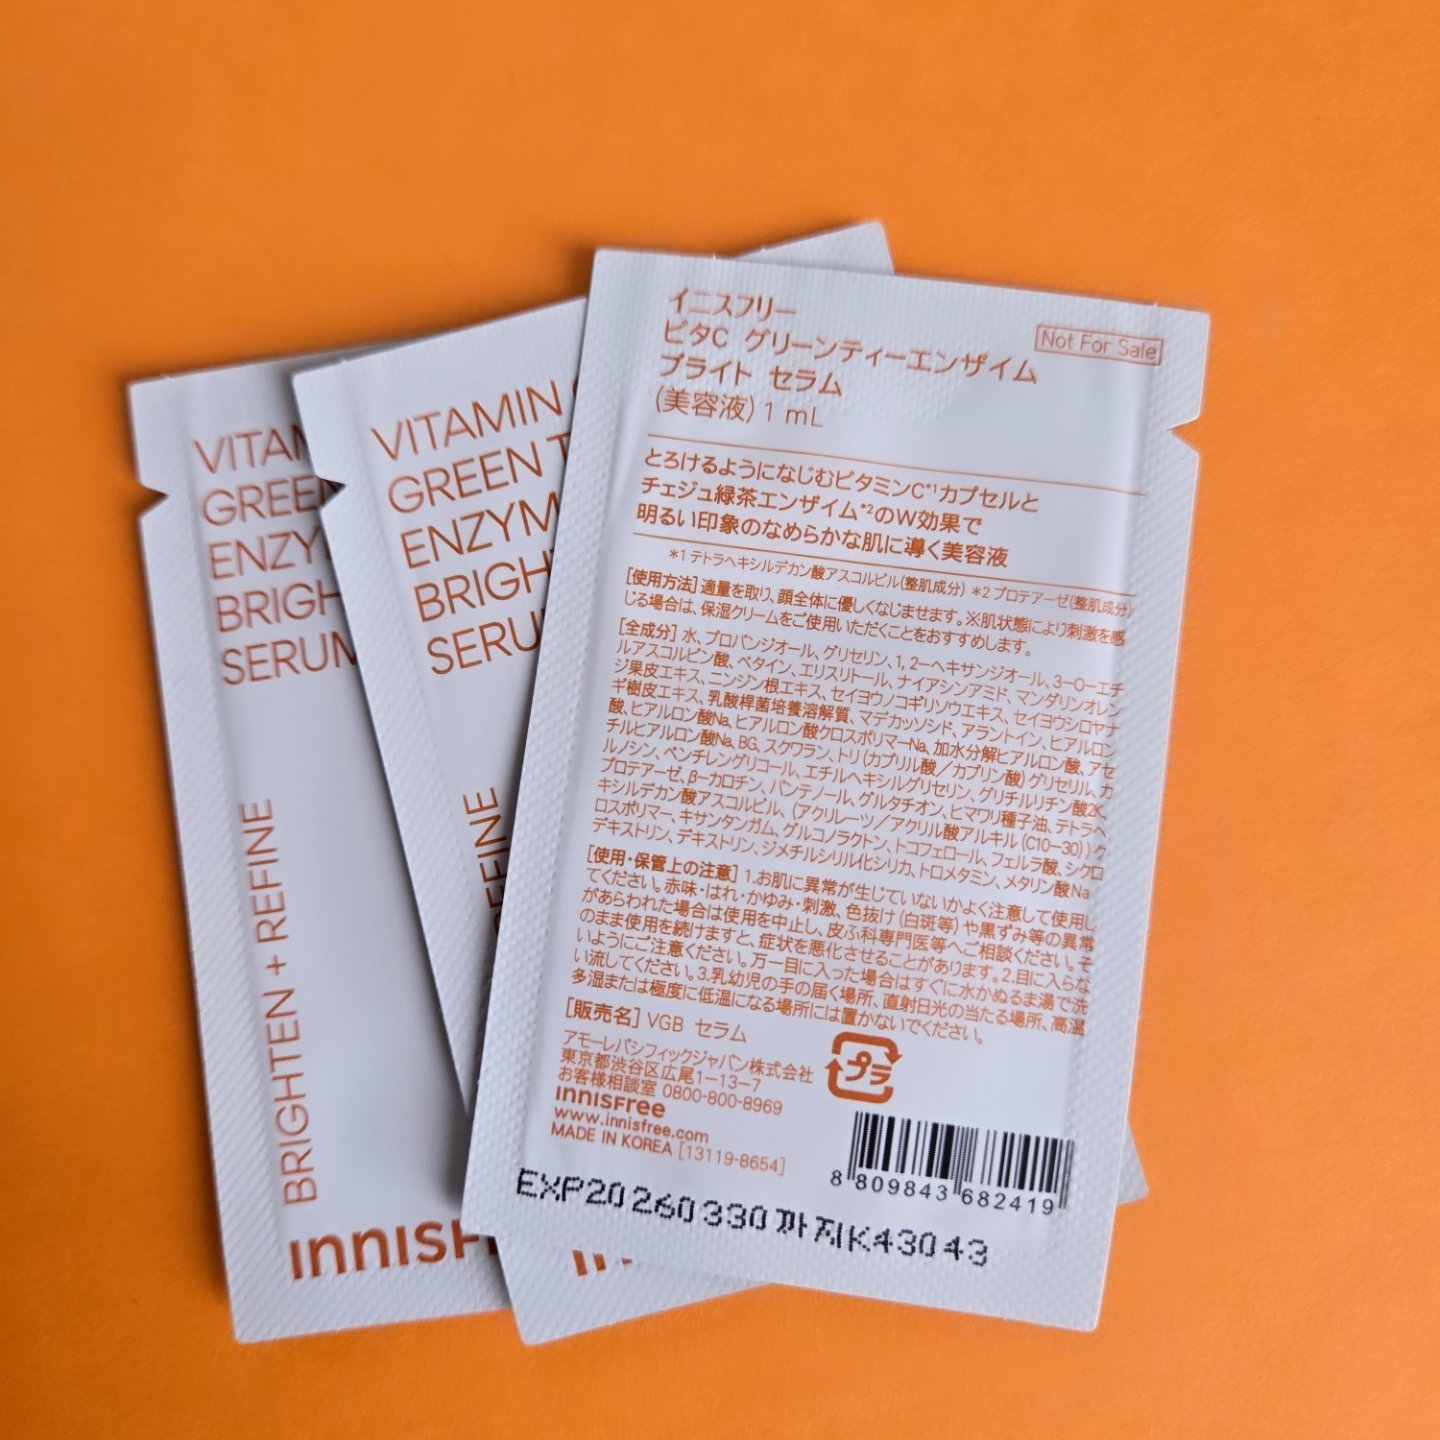 VITAM
GREEN
ENZY
BRIGH
SERUM
BRIGHTEN + REFINE
INNISF
VITAMIN
GREEN T
ENZYM
BRIGH
SERU
EFINE
イニスフリー
ビタC グリーンティーエンザイム
ブライト セラム
(美容液) 1 mL
Not For Sale
とろけるようになじむビタミンC*1カプセルと
チェジュ緑茶エンザイム*2のW効果で
明るい印象のなめらかな肌に導く美容液
*1 テトラヘキシルデカン酸アスコルビル(整肌成分) *2 プロテアーゼ(整肌成分)
[使用方法] 適量を取り、顔全体に優しくなじませます。※肌状態により刺激を感
じる場合は、保湿クリームをご使用いただくことをおすすめします。
[全成分] 水、プロパンジオール、グリセリン、1, 2ーヘキサンジオール、3ーOーエチ
ルアスコルビン酸、ベタイン、エリスリトール、ナイアシンアミド、マンダリンオレン
ジ果皮エキス、ニンジン根エキス、セイヨウノコギリソウエキス、セイヨウシロヤナ
ギ樹皮エキス、乳酸桿菌培養溶解質、マデカッソシド、アラントイン、ヒアルロン
酸、ヒアルロン酸Na、ヒアルロン酸クロスポリマーNa、加水分解ヒアルロン酸、アセ
チルヒアルロン酸Na、BG、スクワラン、トリ(カプリル酸/カプリン酸) グリセリル、カ
ルノシン、ペンチレングリコール、エチルヘキシルグリセリン、グリチルリチン酸2K、
プロテアーゼ、βーカロチン、パンテノール、グルタチオン、ヒマワリ種子油、テトラヘ
キシルデカン酸アスコルビル、(アクリレーツ/アクリル酸アルキル(C10ー30)) ク
ロスポリマー、キサンタンガム、グルコノラクトン、トコフェロール、フェルラ酸、シクロ
デキストリン、デキストリン、ジメチルシリル化シリカ、トロメタミン、メタリン酸Na
[使用・保管上の注意] 1.お肌に異常が生じていないかよく注意して使用し
てください。赤味・はれ・かゆみ・刺激、色抜け(白斑等)や黒ずみ等の異常
があらわれた場合は使用を中止し、皮ふ科専門医等へご相談ください。そ
のまま使用を続けますと、症状を悪化させることがあります。2.目に入らな
いようにご注意ください。万一目に入った場合はすぐに水かぬるま湯で洗
い流してください。3.乳幼児の手の届く場所、直射日光の当たる場所、高温
多湿または極度に低温になる場所には置かないでください。
[販売名] VGB セラム
アモーレパシフィックジャパン株式会社
東京都渋谷区広尾1ー13ー7
お客様相談室 0800-800-8969
プラ
INNISFree
www.innisfree.com
MADE IN KOREA [13119-8654]
8 809843 682419
EXP20260330까지K43043